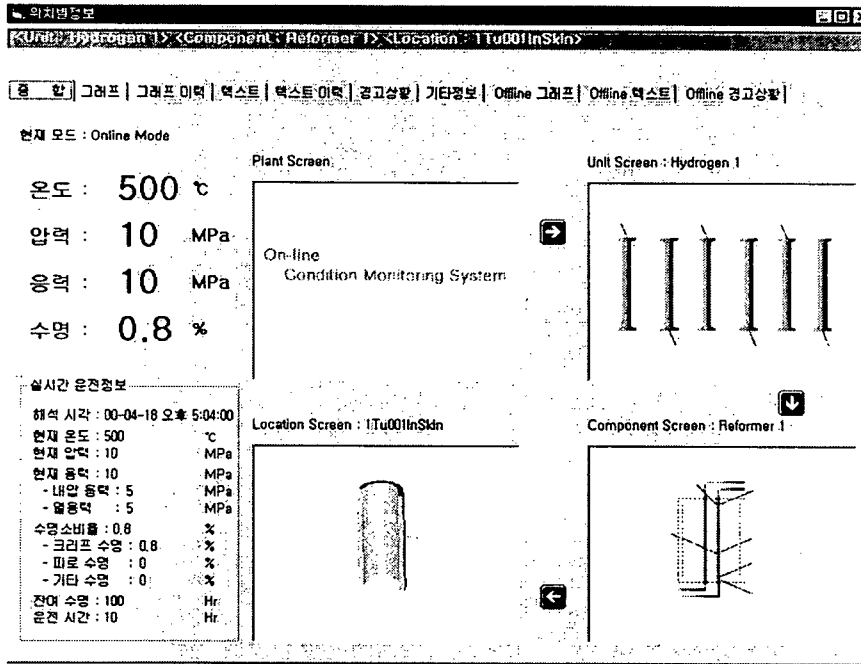 위치별정보
<Unit : Hydrogen 1> <Component : Reformer 1> <Location : 1Tu001InSkin>
종 합 | 그래프 | 그래프 이력 | 텍스트 | 텍스트 이력 | 경고상황 | 기타정보 | Offline 그래프 | Offline 텍스트 | Offline 경고상황
현재 모드 : Online Mode
온도 : 500 ℃
압력 : 10 MPa
응력 : 10 MPa
수명 : 0.8 %
실시간 운전정보
해석 시각 : 00-04-18 오후 5:04:00
현재 온도 : 500 ℃
현재 압력 : 10 MPa
현재 응력 : 10 MPa
- 내압 응력 : 5 MPa
- 열응력 : 5 MPa
수명소비율 : 0.8 %
- 크리프 수명 : 0.8 %
- 피로 수명 : 0 %
- 기타 수명 : 0 %
잔여 수명 : 100 Hr
운전 시간 : 10 Hr
Plant Screen
On-line
Condition Monitoring System
Unit Screen : Hydrogen 1
Location Screen : 1Tu001InSkin
Component Screen : Reformer 1